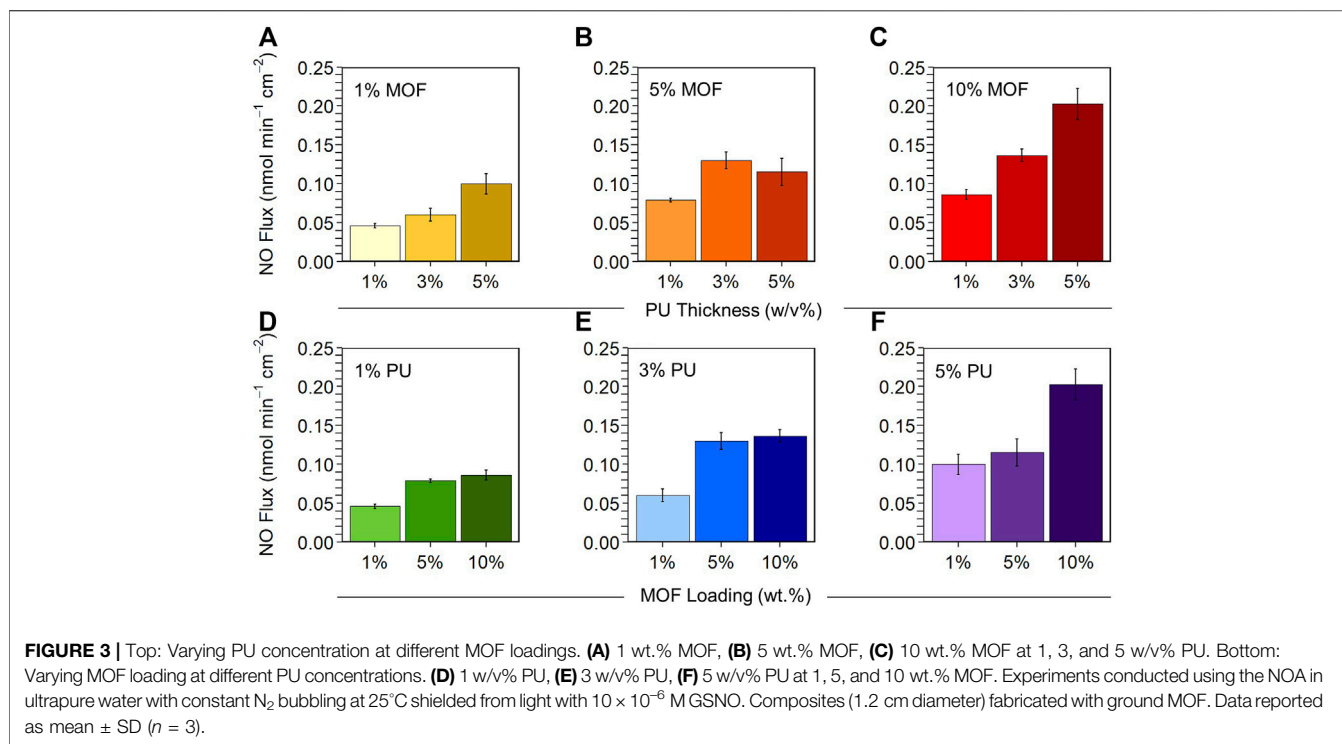 A
B
C
NO Flux (nmol min⁻¹ cm⁻²)
0.25
0.20
0.15
0.10
0.05
0.00
1% MOF
1% 3% 5%
0.25
0.20
0.15
0.10
0.05
0.00
5% MOF
1% 3% 5%
0.25
0.20
0.15
0.10
0.05
0.00
10% MOF
1% 3% 5%
PU Thickness (w/v%)
D
E
F
NO Flux (nmol min⁻¹ cm⁻²)
0.25
0.20
0.15
0.10
0.05
0.00
1% PU
1% 5% 10%
0.25
0.20
0.15
0.10
0.05
0.00
3% PU
1% 5% 10%
0.25
0.20
0.15
0.10
0.05
0.00
5% PU
1% 5% 10%
MOF Loading (wt.%)
FIGURE 3 | Top: Varying PU concentration at different MOF loadings. (A) 1 wt.% MOF, (B) 5 wt.% MOF, (C) 10 wt.% MOF at 1, 3, and 5 w/v% PU. Bottom:
Varying MOF loading at different PU concentrations. (D) 1 w/v% PU, (E) 3 w/v% PU, (F) 5 w/v% PU at 1, 5, and 10 wt.% MOF. Experiments conducted using the NOA in
ultrapure water with constant N₂ bubbling at 25°C shielded from light with 10 × 10⁻⁶ M GSNO. Composites (1.2 cm diameter) fabricated with ground MOF. Data reported
as mean ± SD (n = 3).